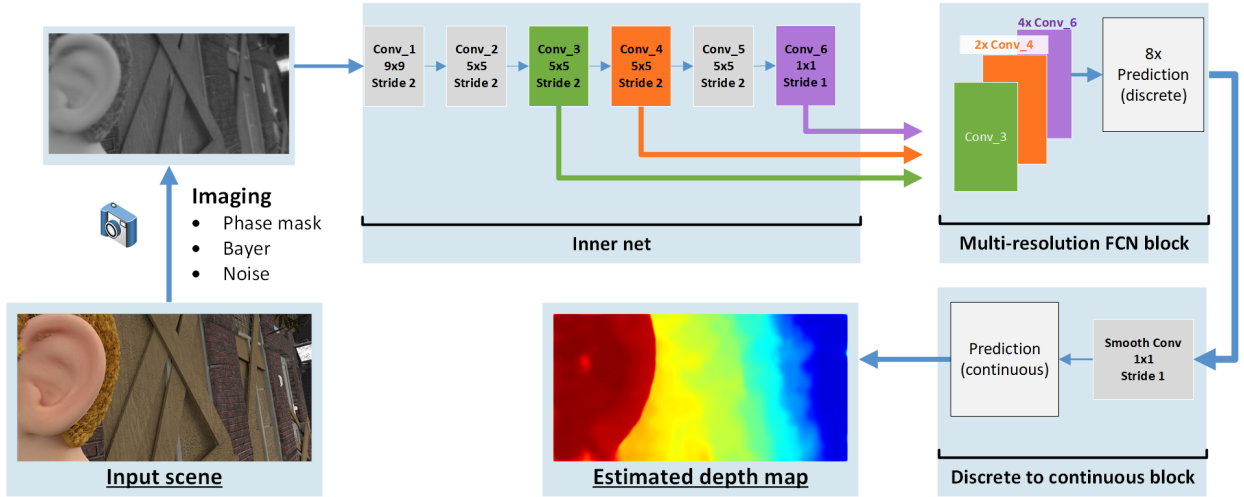 Conv_1
9x9
Stride 2
Conv_2
5x5
Stride 2
Conv_3
5x5
Stride 2
Conv_4
5x5
Stride 2
Conv_5
5x5
Stride 2
Conv_6
1x1
Stride 1
Inner net
4x Conv_6
2x Conv_4
Conv_3
8x
Prediction
(discrete)
Multi-resolution FCN block
Imaging
• Phase mask
• Bayer
• Noise
Input scene
Estimated depth map
Prediction
(continuous)
Smooth Conv
1x1
Stride 1
Discrete to continuous block